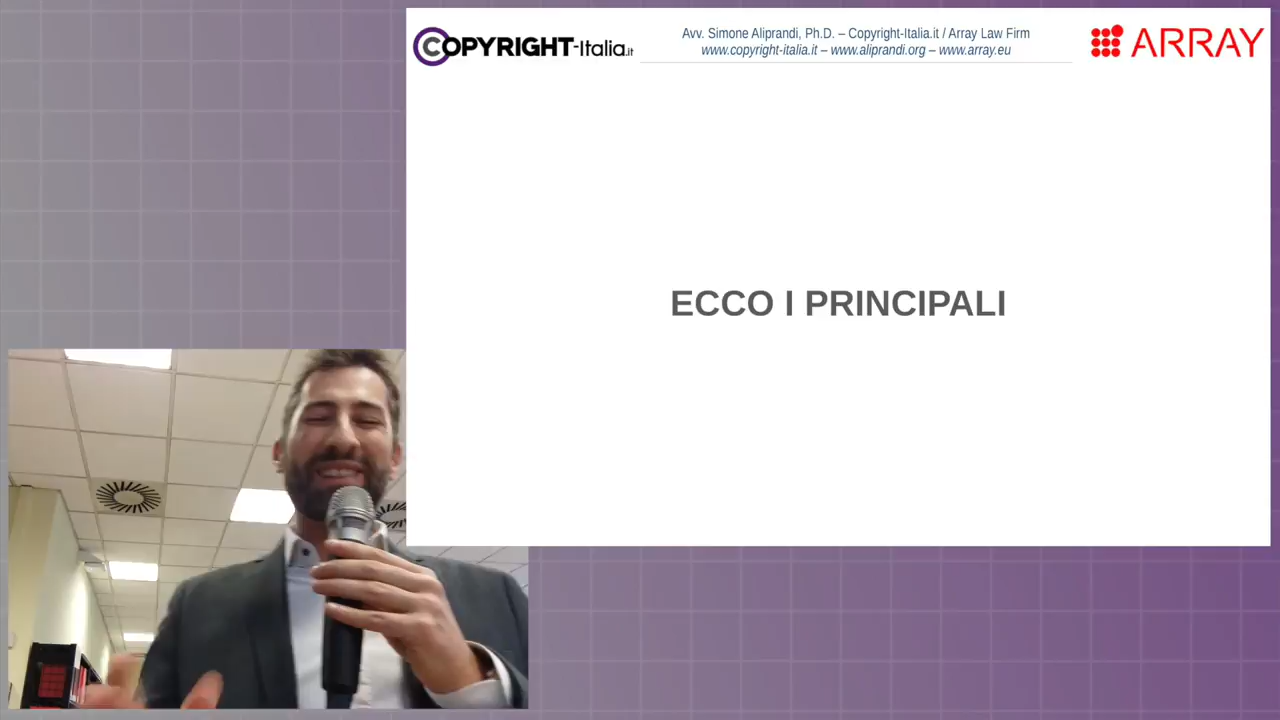 COPYRIGHT-Italia.it
Avv. Simone Aliprandi, Ph.D. – Copyright-Italia.it / Array Law Firm
www.copyright-italia.it – www.aliprandi.org – www.array.eu
ARRAY
ECCO I PRINCIPALI